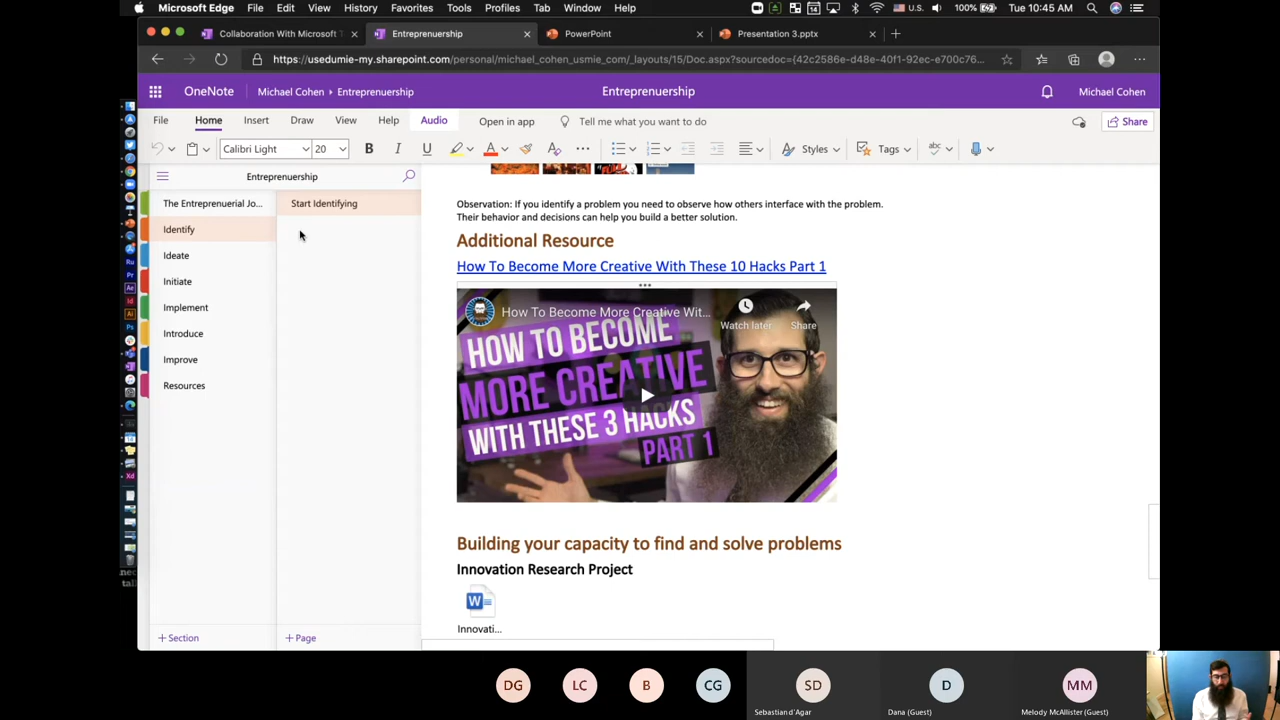 Microsoft Edge File Edit View History Favorites Tools Profiles Tab Window Help
U.S. 100% Tue 10:45 AM
Collaboration With Microsoft T
Entreprenuership
PowerPoint
Presentation 3.pptx
https://usedumie-my.sharepoint.com/personal/michael_cohen_usmie_com/_layouts/15/Doc.aspx?sourcedoc={42c2586e-d48e-40f1-92ec-e700c76...
OneNote
Michael Cohen › Entreprenuership
Entreprenuership
Michael Cohen
File Home Insert Draw View Help Audio Open in app Tell me what you want to do Share
Calibri Light 20 B I U A Styles Tags
Entreprenuership
The Entreprenuerial Jo...
Identify
Ideate
Initiate
Implement
Introduce
Improve
Resources
+ Section
Start Identifying
+ Page
Observation: If you identify a problem you need to observe how others interface with the problem.
Their behavior and decisions can help you build a better solution.
Additional Resource
How To Become More Creative With These 10 Hacks Part 1
How To Become More Creative Wit...
Watch later
Share
HOW TO BECOME
MORE CREATIVE
WITH THESE 3 HACKS
PART 1
Building your capacity to find and solve problems
Innovation Research Project
Innovati...
DG
LC
B
CG
SD
Sebastian d'Agar
D
Dana (Guest)
MM
Melody McAllister (Guest)